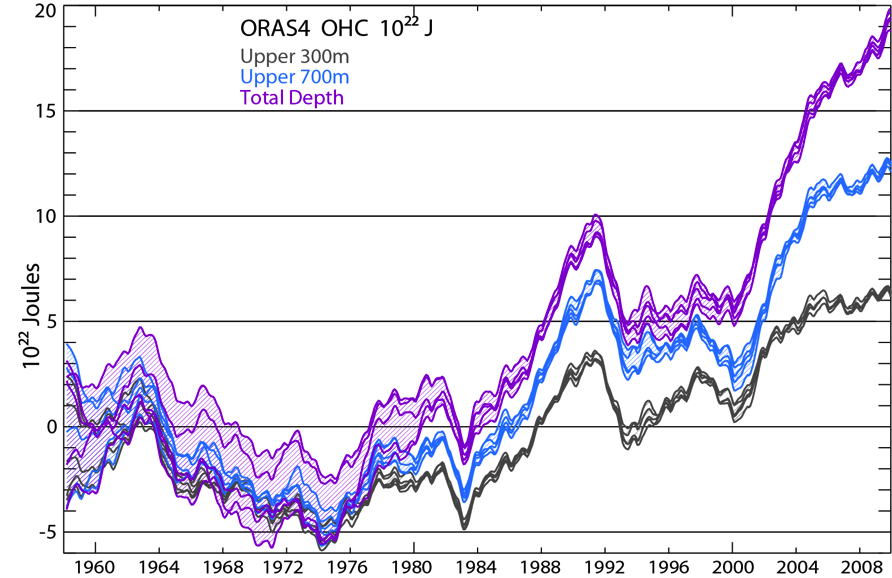 ORAS4 OHC 10²² J
Upper 300m
Upper 700m
Total Depth
10²² Joules
20
15
10
5
0
-5
1960 1964 1968 1972 1976 1980 1984 1988 1992 1996 2000 2004 2008